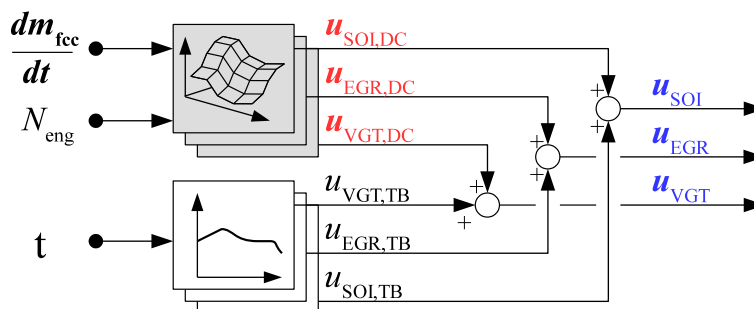 dm_fcc
dt
N_eng
t
u_SOI,DC
u_EGR,DC
u_VGT,DC
u_VGT,TB
u_EGR,TB
u_SOI,TB
+
+
+
+
+
+
u_SOI
u_EGR
u_VGT